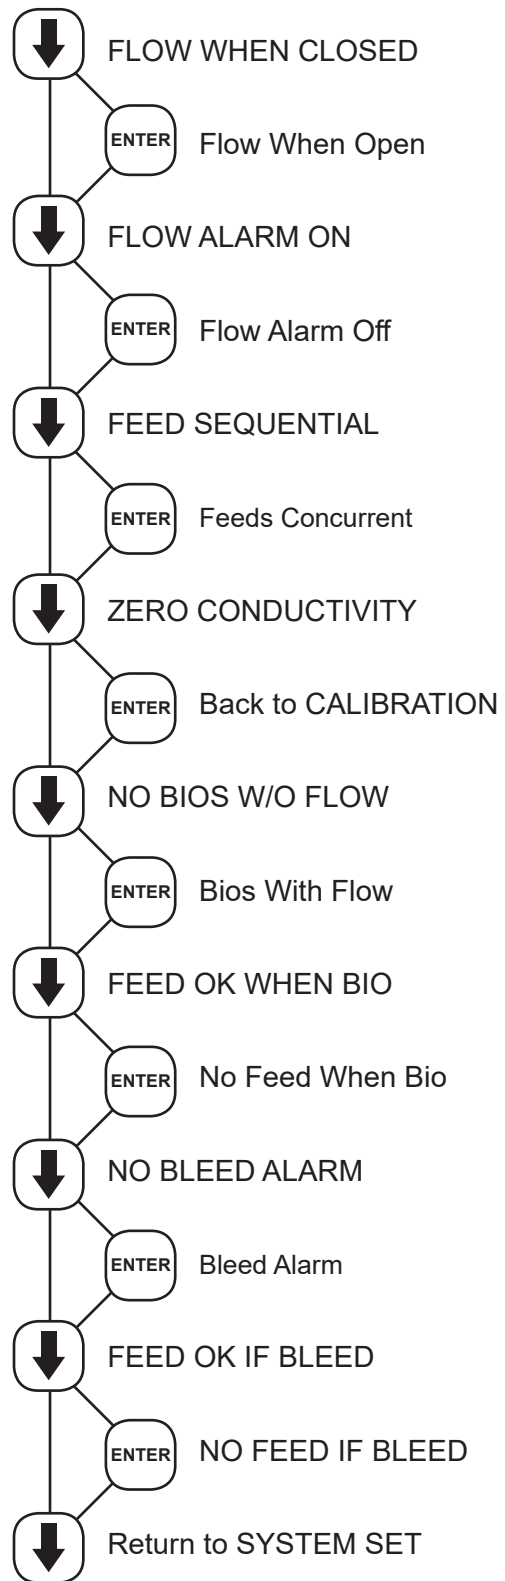 FLOW WHEN CLOSED
ENTER Flow When Open
FLOW ALARM ON
ENTER Flow Alarm Off
FEED SEQUENTIAL
ENTER Feeds Concurrent
ZERO CONDUCTIVITY
ENTER Back to CALIBRATION
NO BIOS W/O FLOW
ENTER Bios With Flow
FEED OK WHEN BIO
ENTER No Feed When Bio
NO BLEED ALARM
ENTER Bleed Alarm
FEED OK IF BLEED
ENTER NO FEED IF BLEED
Return to SYSTEM SET